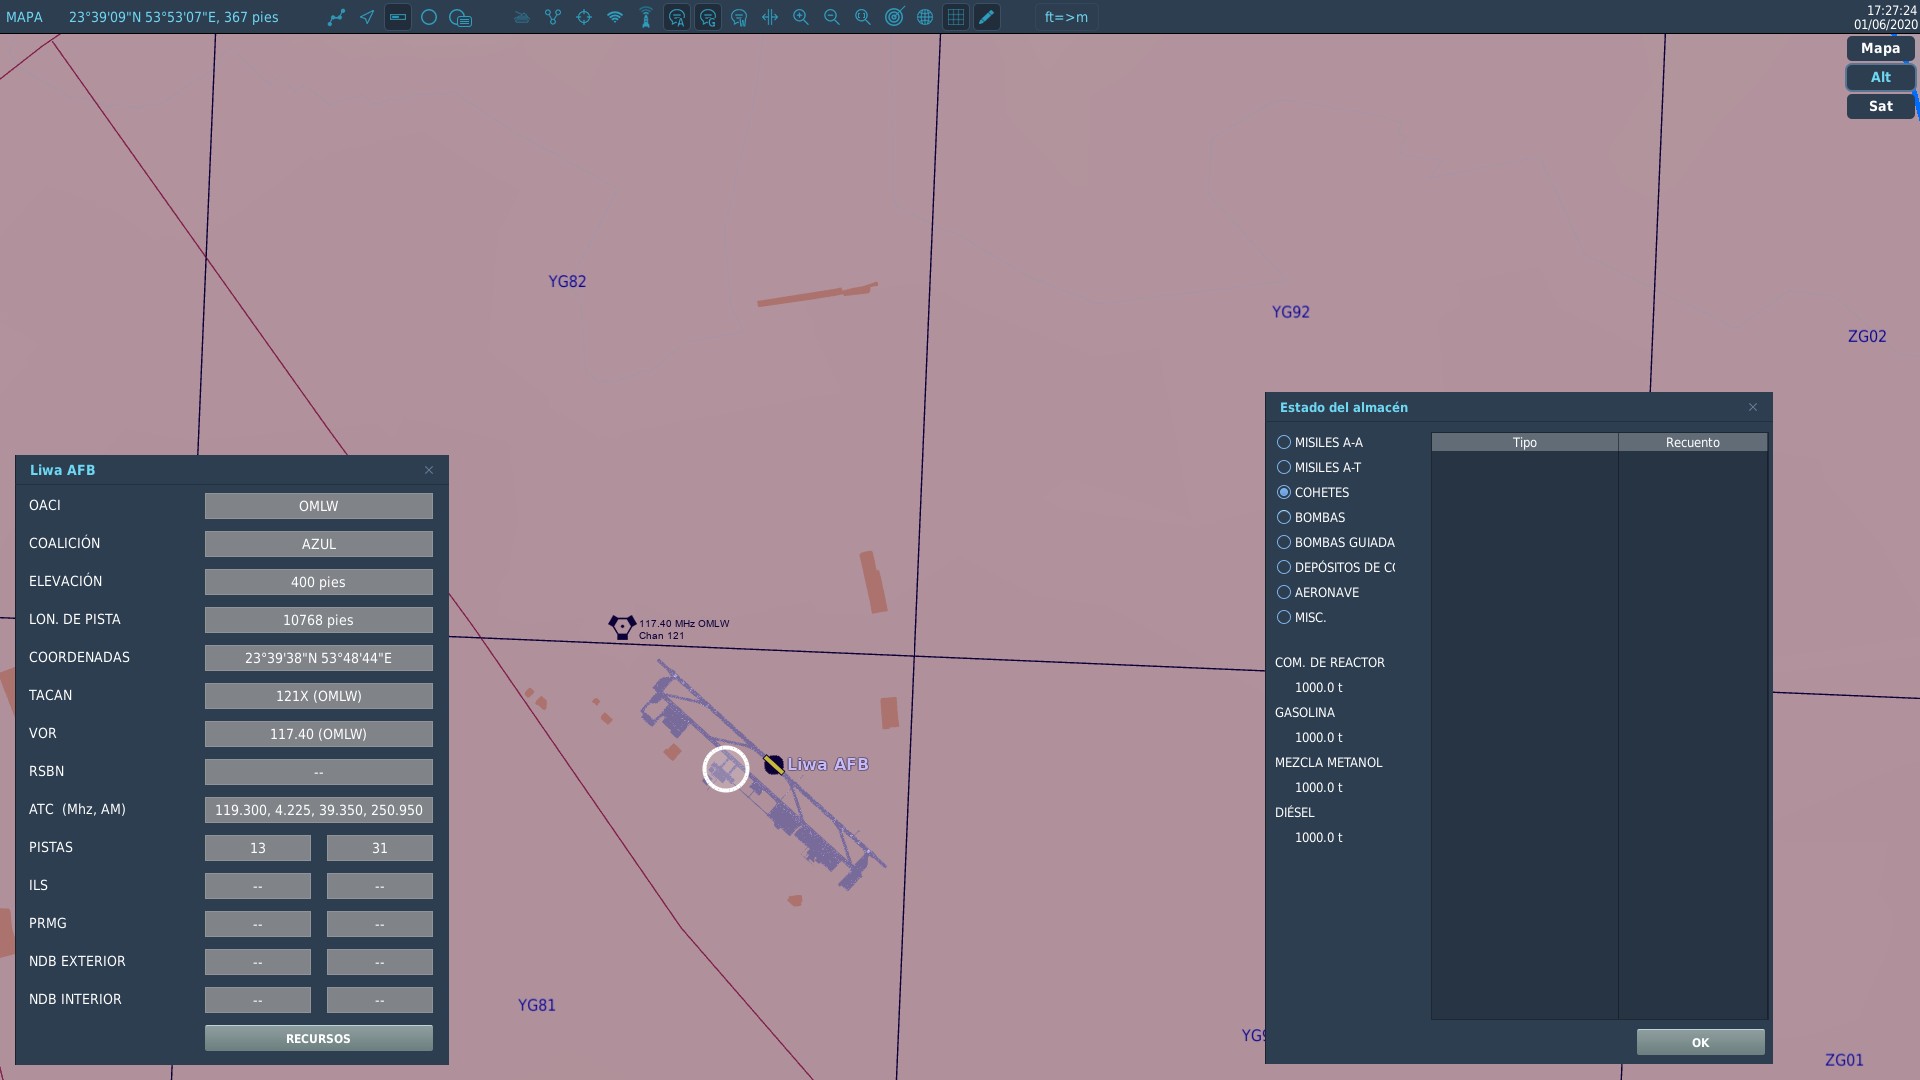 MAPA 23°39'09"N 53°53'07"E, 367 pies ft=>m 17:27:24
01/06/2020
Mapa
Alt
Sat
YG82
YG92
ZG02
117.40 MHz OMLW
Chan 121
Liwa AFB
YG81
ZG01
Liwa AFB
OACI OMLW
COALICIÓN AZUL
ELEVACIÓN 400 pies
LON. DE PISTA 10768 pies
COORDENADAS 23°39'38"N 53°48'44"E
TACAN 121X (OMLW)
VOR 117.40 (OMLW)
RSBN --
ATC (Mhz, AM) 119.300, 4.225, 39.350, 250.950
PISTAS 13 31
ILS -- --
PRMG -- --
NDB EXTERIOR -- --
NDB INTERIOR -- --
RECURSOS
Estado del almacén
Tipo Recuento
MISILES A-A
MISILES A-T
COHETES
BOMBAS
BOMBAS GUIADA
DEPÓSITOS DE CO
AERONAVE
MISC.
COM. DE REACTOR
1000.0 t
GASOLINA
1000.0 t
MEZCLA METANOL
1000.0 t
DIÉSEL
1000.0 t
OK